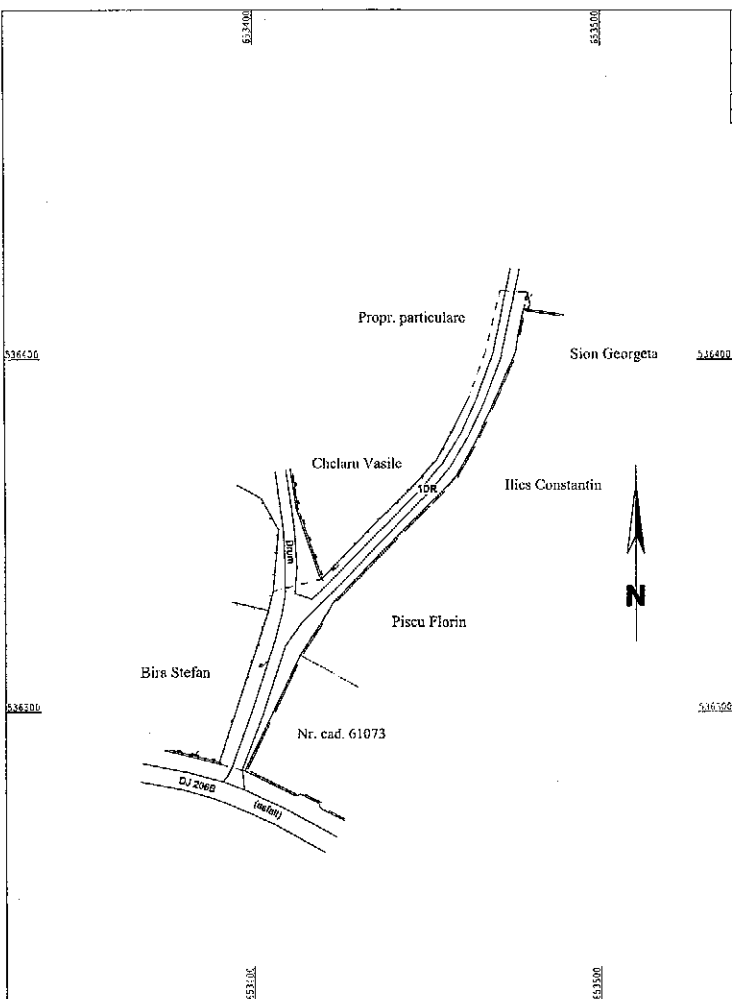 653400
653500
Propr. particulare
536400
Sion Georgeta
536400
Chelaru Vasile
1DR
Ilies Constantin
Drum
N
Piscu Florin
Bira Stefan
536300
536300
Nr. cad. 61073
DJ 206B
(asfalt)
653400
653500